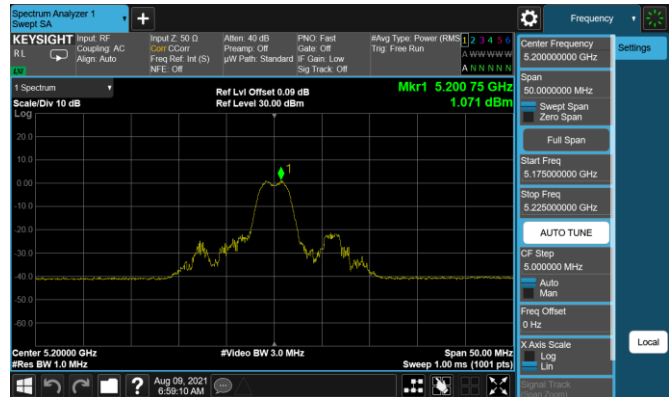 Spectrum Analyzer 1
Swept SA
Frequency
KEYSIGHT
RL
LXI
Input: RF
Coupling: AC
Align: Auto
Input Z: 50 Ω
Corr CCorr
Freq Ref: Int (S)
NFE: Off
Atten: 40 dB
Preamp: Off
µW Path: Standard
PNO: Fast
Gate: Off
IF Gain: Low
Sig Track: Off
#Avg Type: Power (RMS
Trig: Free Run
1 2 3 4 5 6
A W W W W W
A N N N N N
1 Spectrum
Scale/Div 10 dB
Log
Ref Lvl Offset 0.09 dB
Ref Level 30.00 dBm
Mkr1 5.200 75 GHz
1.071 dBm
20.0
10.0
0.00
-10.0
-20.0
-30.0
-40.0
-50.0
-60.0
1
Center 5.20000 GHz
#Res BW 1.0 MHz
#Video BW 3.0 MHz
Span 50.00 MHz
Sweep 1.00 ms (1001 pts)
Aug 09, 2021
6:59:10 AM
Center Frequency
5.200000000 GHz
Span
50.0000000 MHz
Swept Span
Zero Span
Full Span
Start Freq
5.175000000 GHz
Stop Freq
5.225000000 GHz
AUTO TUNE
CF Step
5.000000 MHz
Auto
Man
Freq Offset
0 Hz
X Axis Scale
Log
Lin
Signal Track
(Span Zoom)
Settings
Local